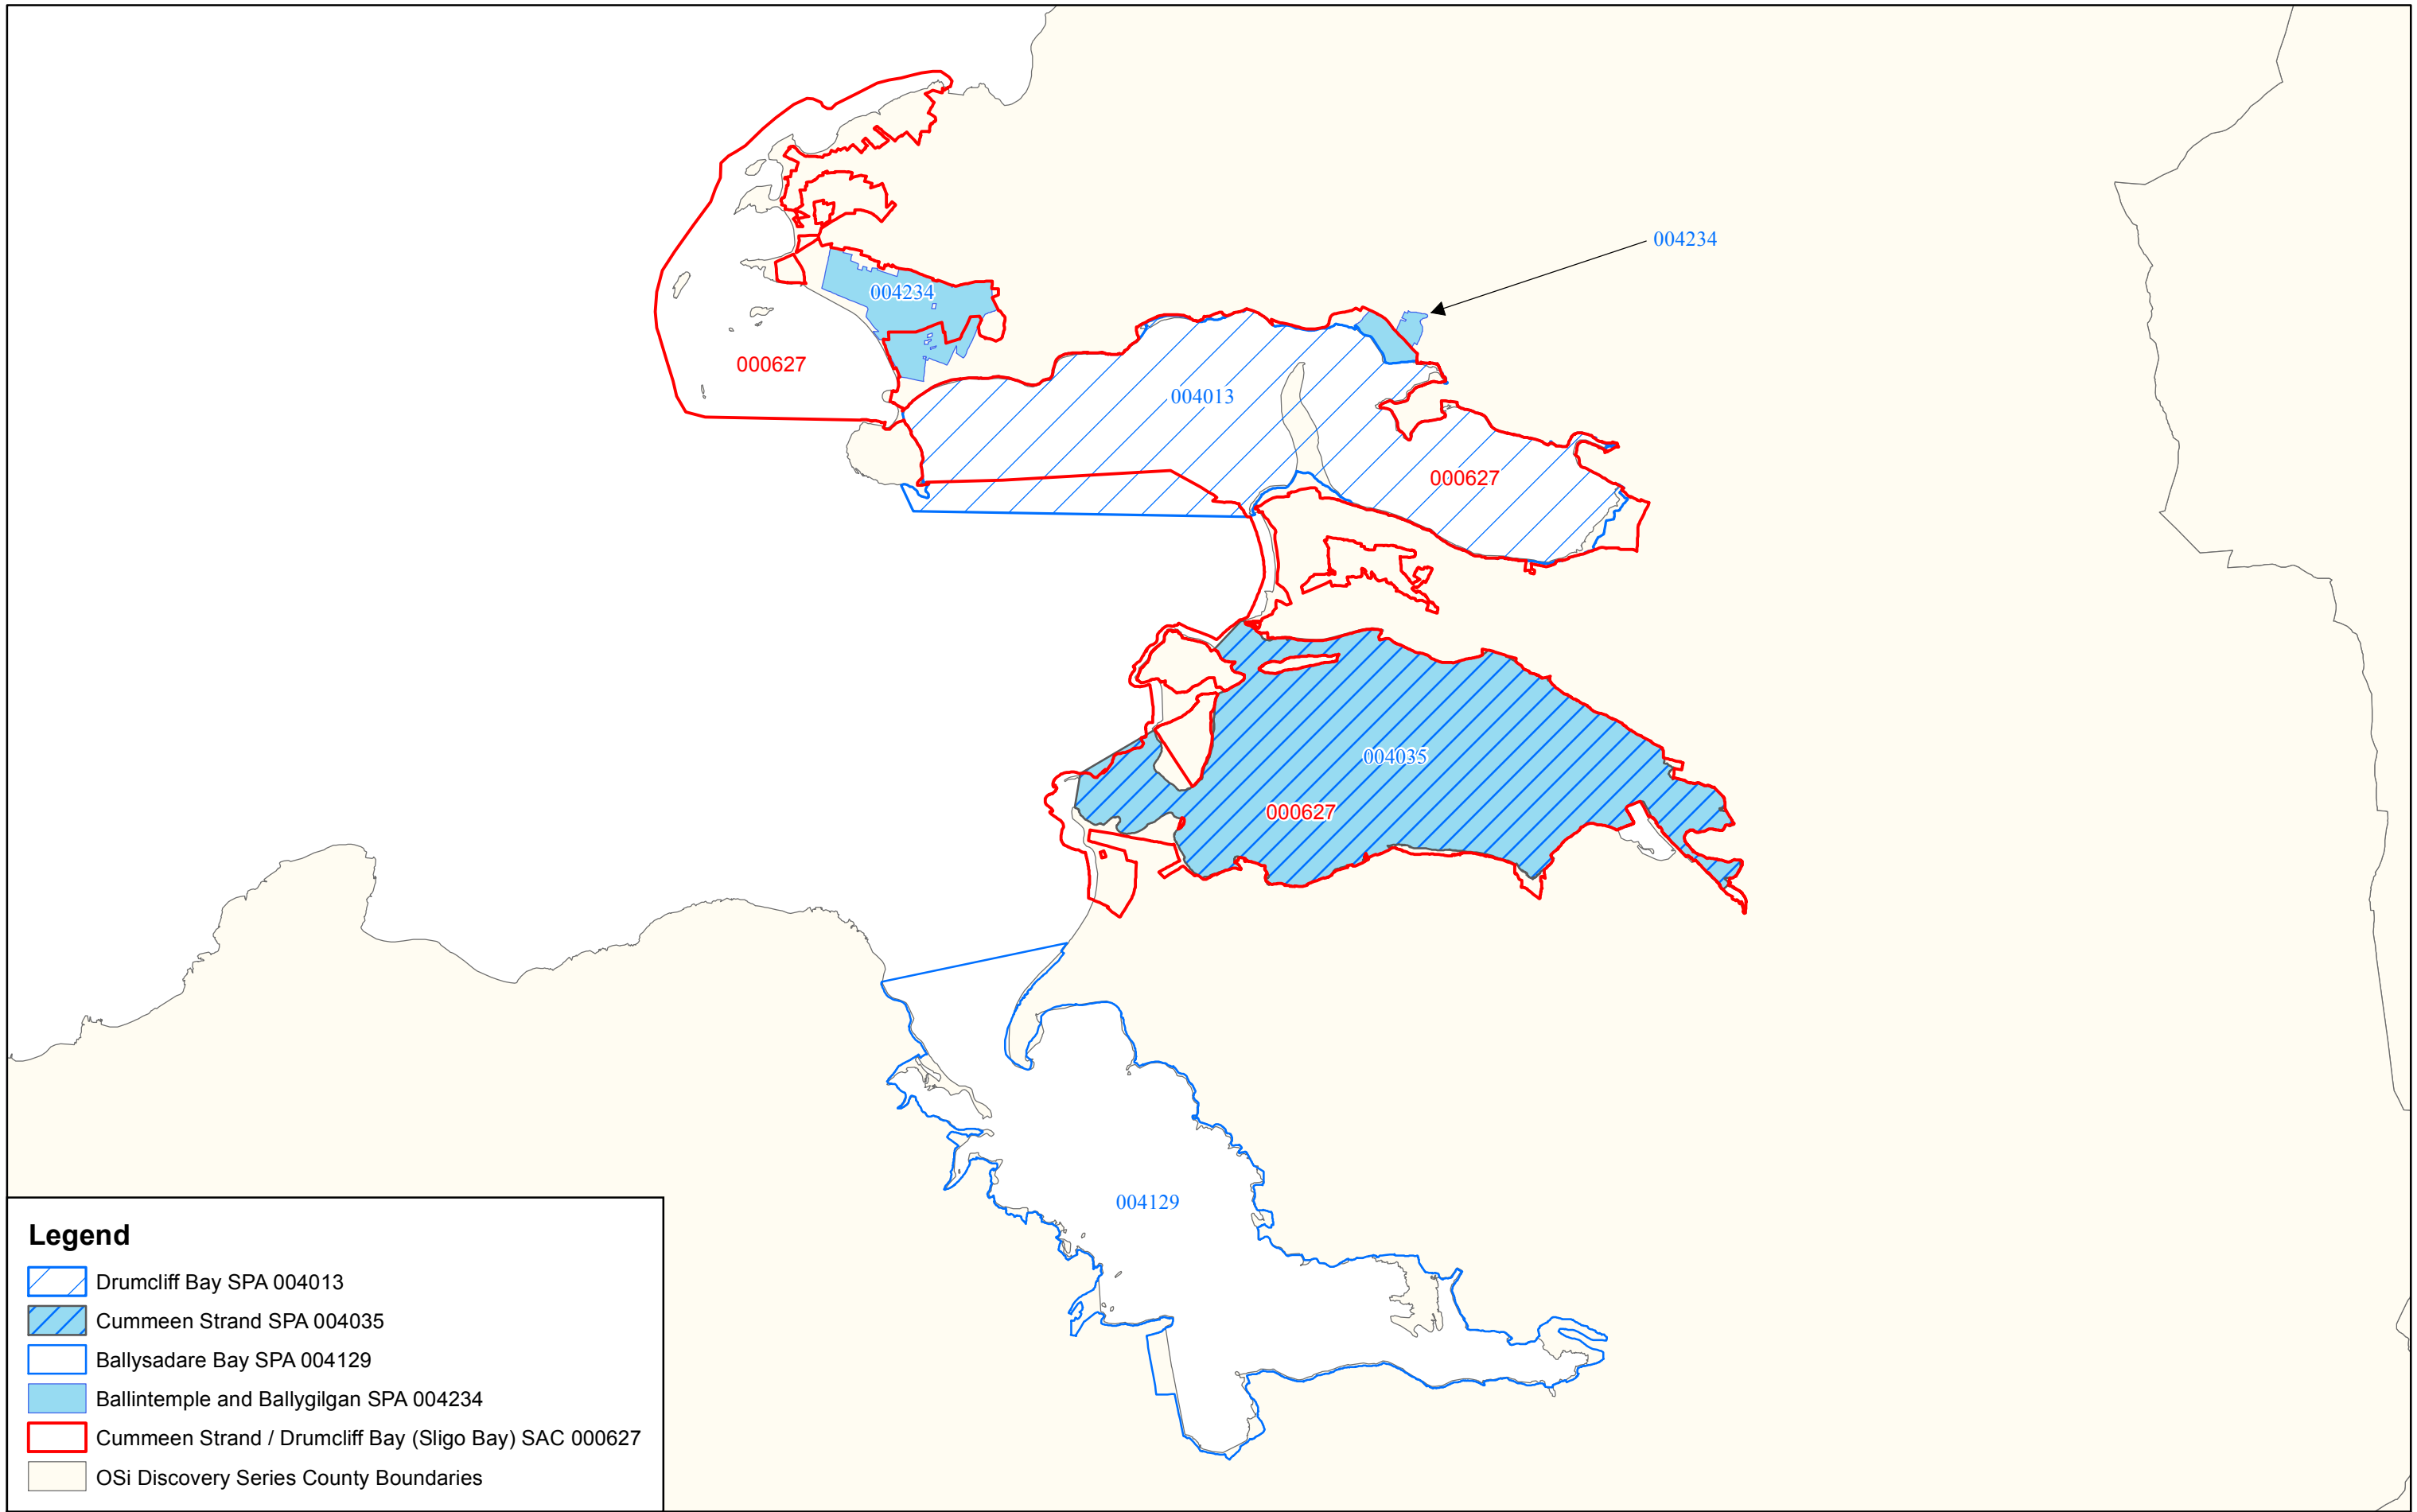 004234
004234
000627
004013
000627
004035
000627
004129
Legend
Drumcliff Bay SPA 004013
Cummeen Strand SPA 004035
Ballysadare Bay SPA 004129
Ballintemple and Ballygilgan SPA 004234
Cummeen Strand / Drumcliff Bay (Sligo Bay) SAC 000627
OSi Discovery Series County Boundaries